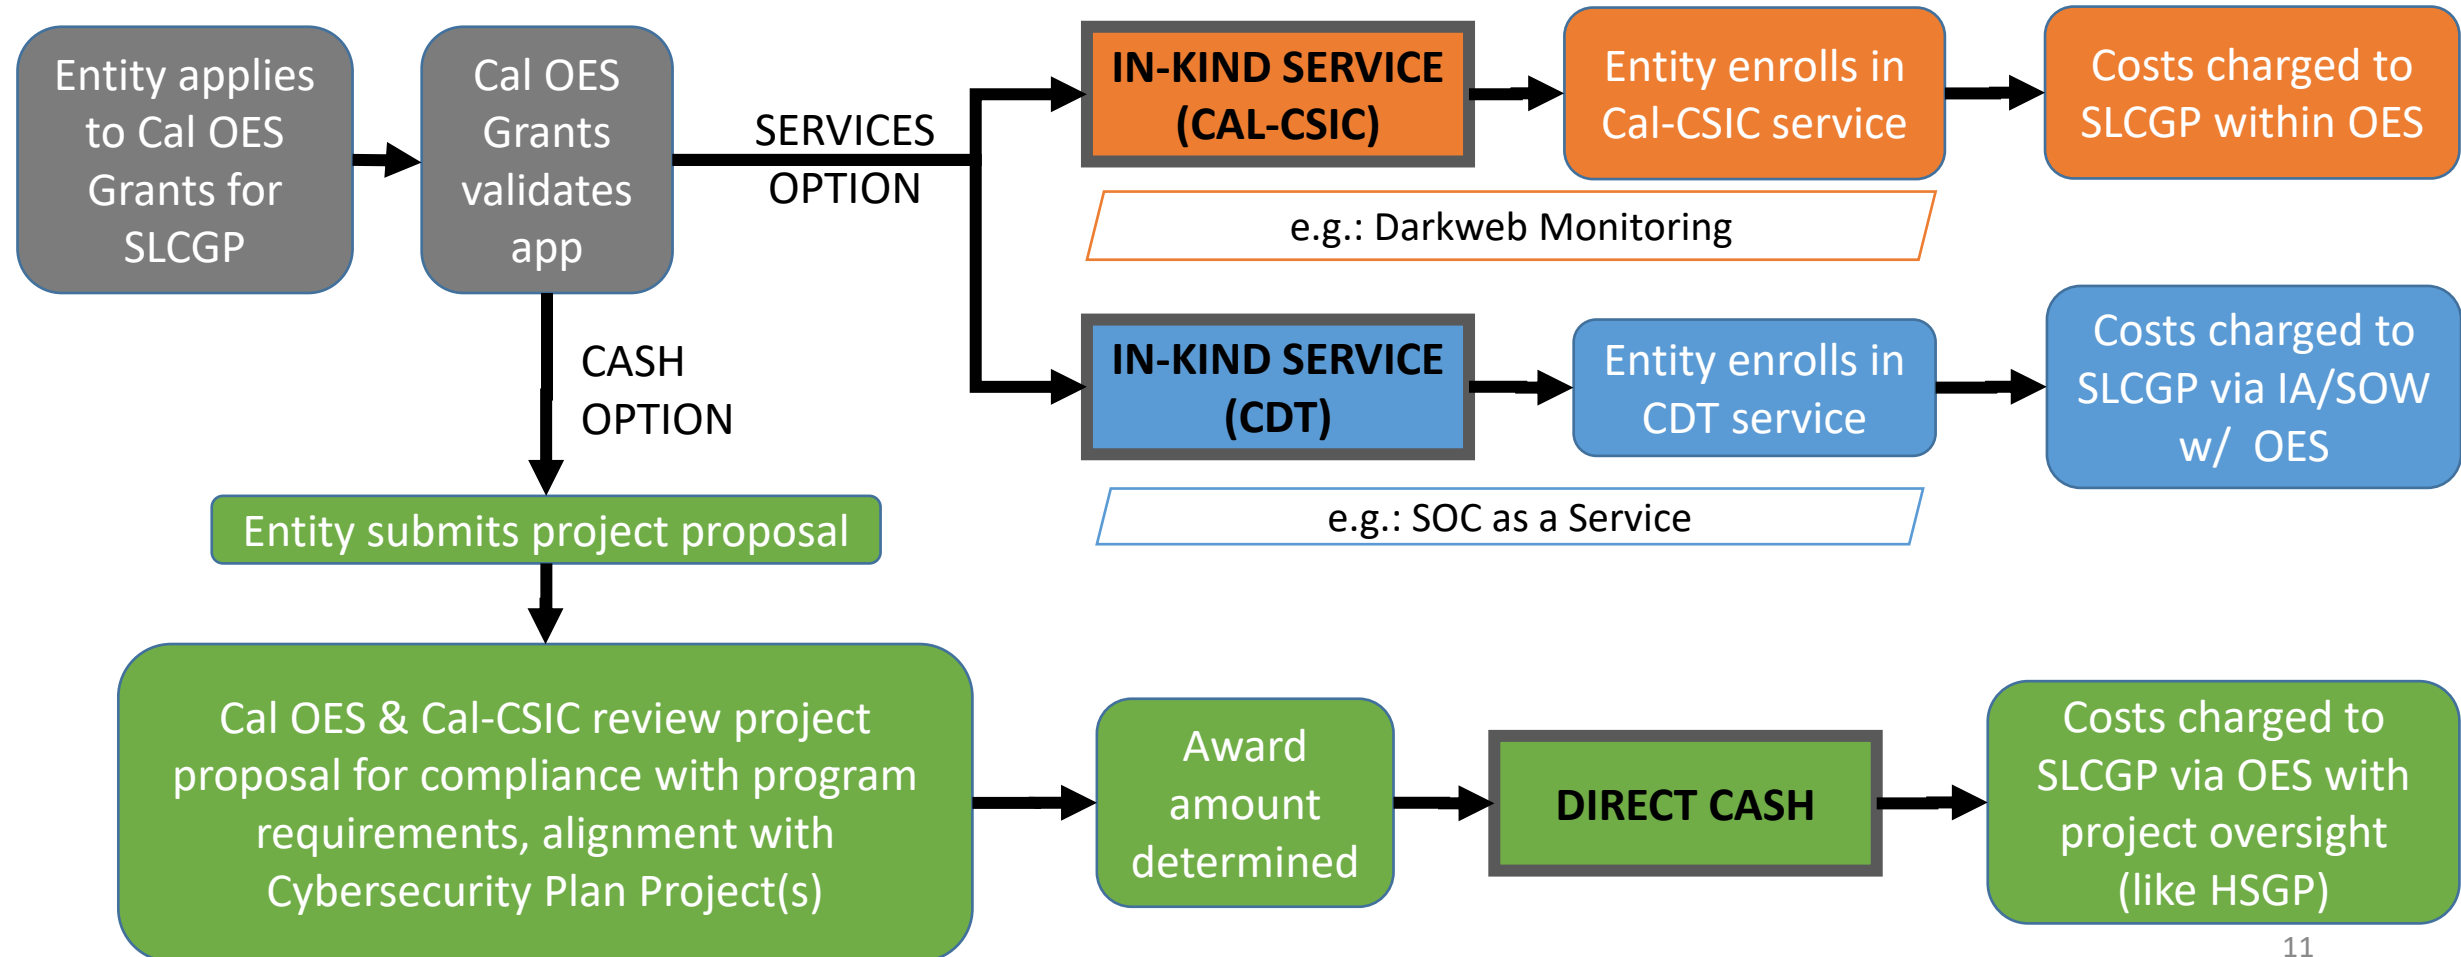 Entity applies
to Cal OES
Grants for
SLCGP
Cal OES
Grants
validates
app
SERVICES
OPTION
IN-KIND SERVICE
(CAL-CSIC)
Entity enrolls in
Cal-CSIC service
Costs charged to
SLCGP within OES
e.g.: Darkweb Monitoring
IN-KIND SERVICE
(CDT)
Entity enrolls in
CDT service
Costs charged to
SLCGP via IA/SOW
w/ OES
e.g.: SOC as a Service
CASH
OPTION
Entity submits project proposal
Cal OES & Cal-CSIC review project
proposal for compliance with program
requirements, alignment with
Cybersecurity Plan Project(s)
Award
amount
determined
DIRECT CASH
Costs charged to
SLCGP via OES with
project oversight
(like HSGP)
11